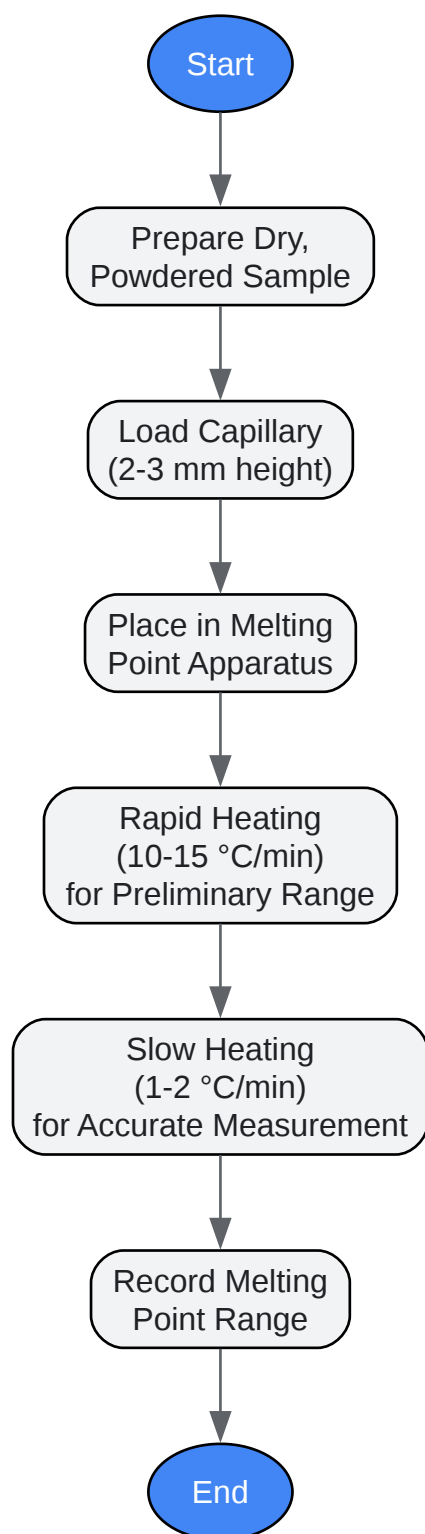 Start
Prepare Dry,
Powdered Sample
Load Capillary
(2-3 mm height)
Place in Melting
Point Apparatus
Rapid Heating
(10-15 °C/min)
for Preliminary Range
Slow Heating
(1-2 °C/min)
for Accurate Measurement
Record Melting
Point Range
End